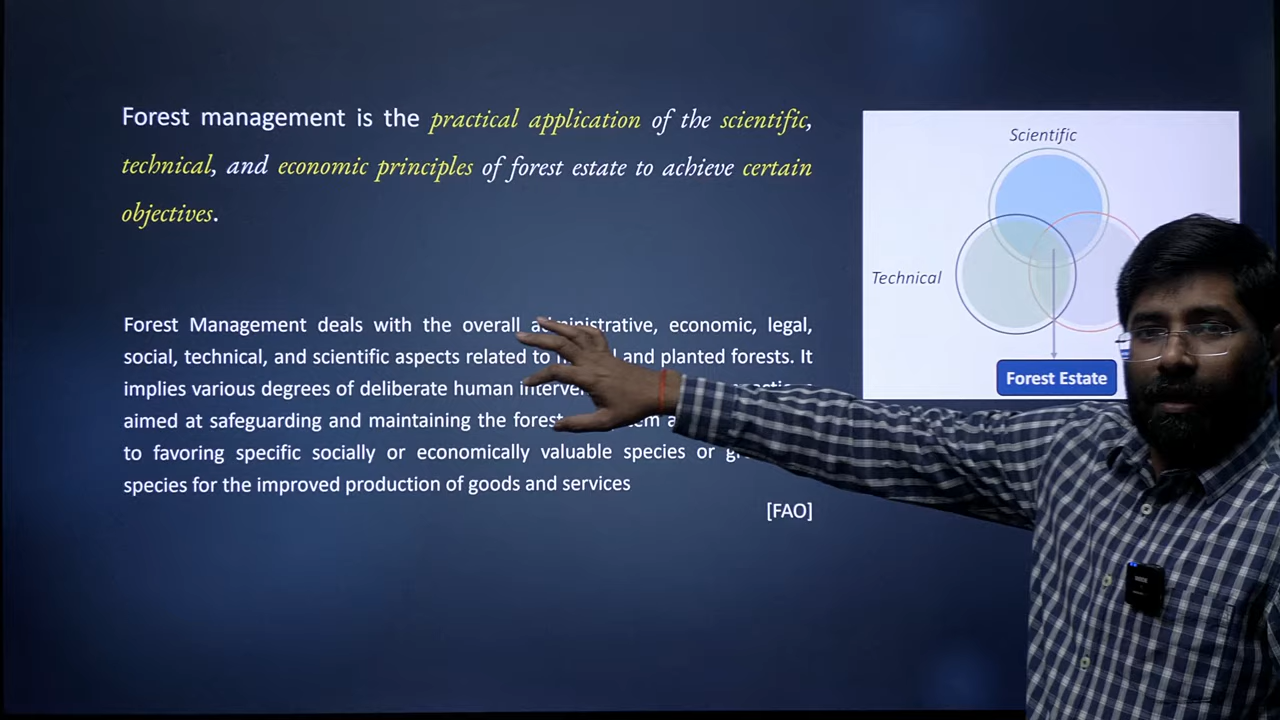 Forest management is the practical application of the scientific,
technical, and economic principles of forest estate to achieve certain
objectives.
Forest Management deals with the overall administrative, economic, legal,
social, technical, and scientific aspects related to and planted forests. It
implies various degrees of deliberate human
aimed at safeguarding and maintaining the forest
to favoring specific socially or economically valuable species or
species for the improved production of goods and services
[FAO]
Scientific
Technical
Forest Estate